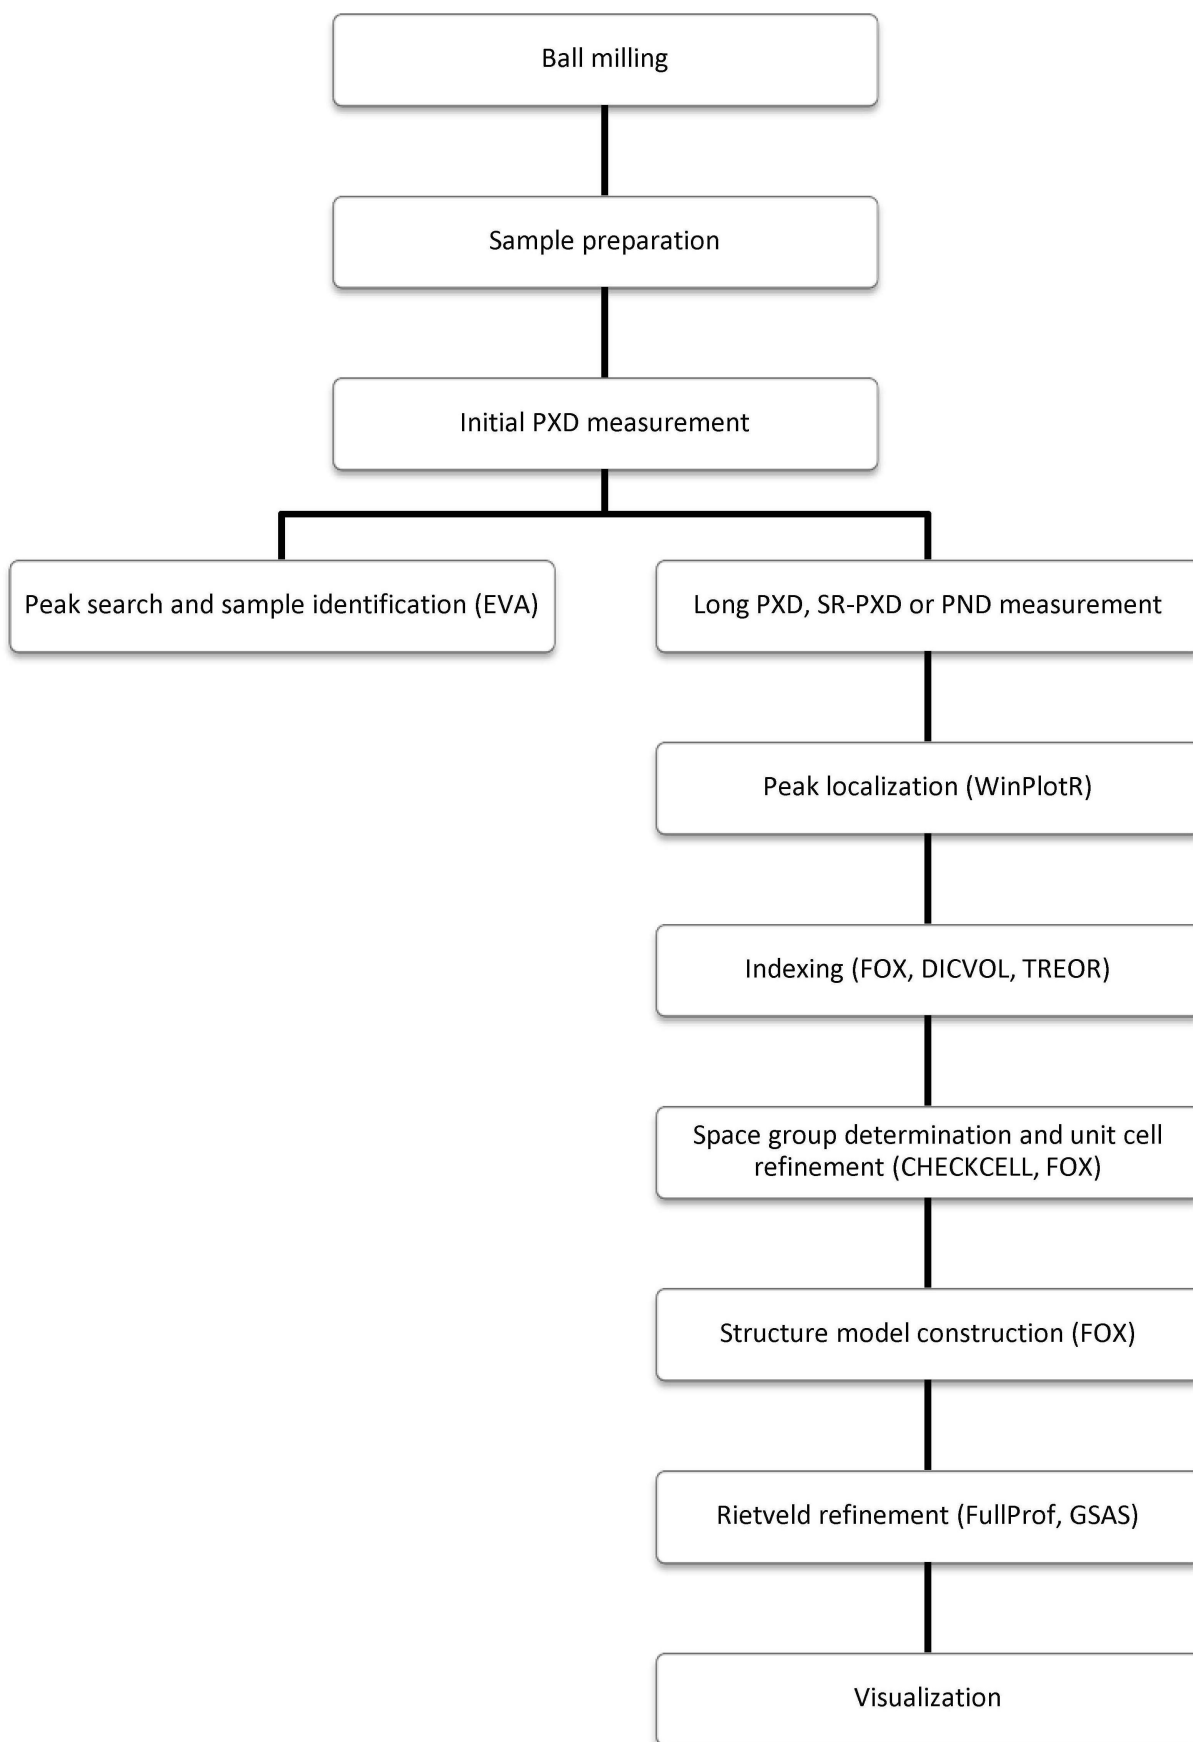 Ball milling
Sample preparation
Initial PXD measurement
Peak search and sample identification (EVA)
Long PXD, SR-PXD or PND measurement
Peak localization (WinPlotR)
Indexing (FOX, DICVOL, TREOR)
Space group determination and unit cell
refinement (CHECKCELL, FOX)
Structure model construction (FOX)
Rietveld refinement (FullProf, GSAS)
Visualization